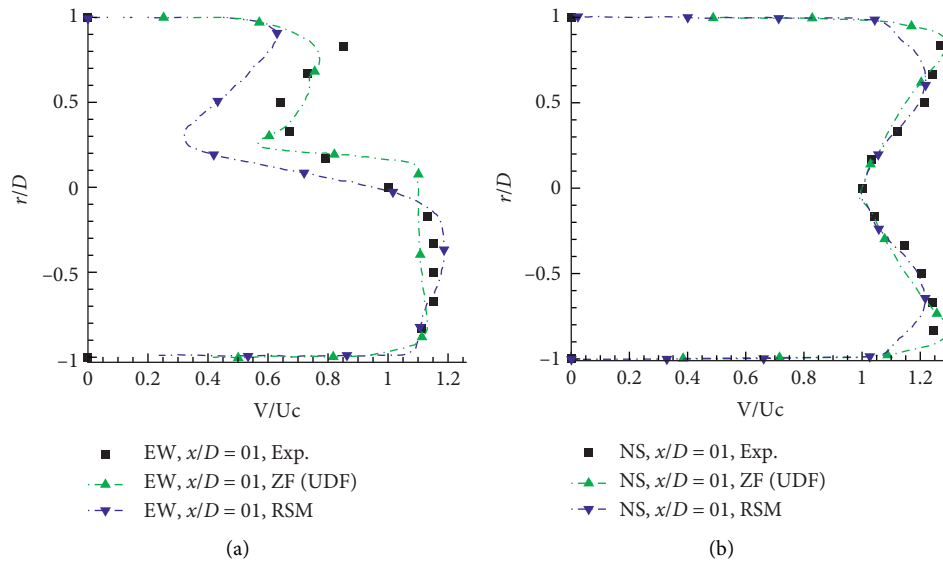 1
0.5
0
−0.5
−1
r/D
0 0.2 0.4 0.6 0.8 1 1.2
V/Uc
EW, x/D = 01, Exp.
EW, x/D = 01, ZF (UDF)
EW, x/D = 01, RSM
(a)
1
0.5
0
−0.5
−1
r/D
0 0.2 0.4 0.6 0.8 1 1.2
V/Uc
NS, x/D = 01, Exp.
NS, x/D = 01, ZF (UDF)
NS, x/D = 01, RSM
(b)